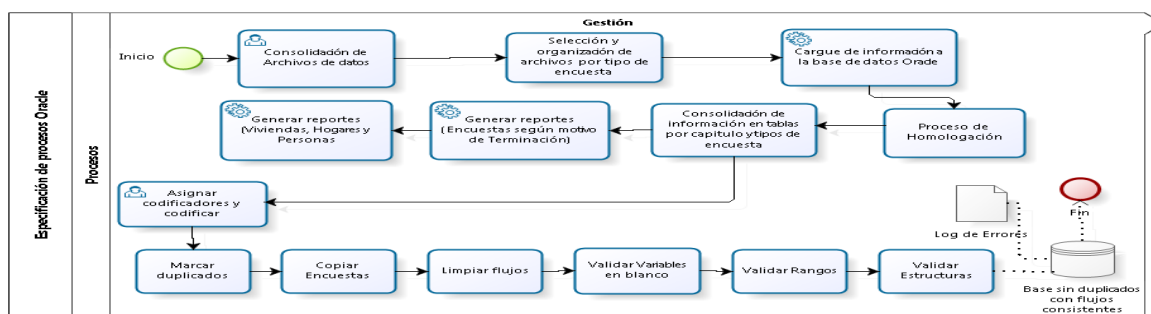 Gestión
Especificación de procesos Oracle
Procesos
Inicio
Consolidación de
Archivos de datos
Selección y
organización de
archivos por tipo de
encuesta
Cargue de información a
la base de datos Oracle
Generar reportes
(Viviendas, Hogares y
Personas
Generar reportes
(Encuestas según motivo
de Terminación)
Consolidación de
información en tablas
por capitulo y tipos de
encuesta
Proceso de
Homologación
Asignar
codificadores y
codificar
Log de Errores
Fin
Marcar
duplicados
Copiar
Encuestas
Limpiar flujos
Validar Variables
en blanco
Validar Rangos
Validar
Estructuras
Base sin duplicados
con flujos
consistentes